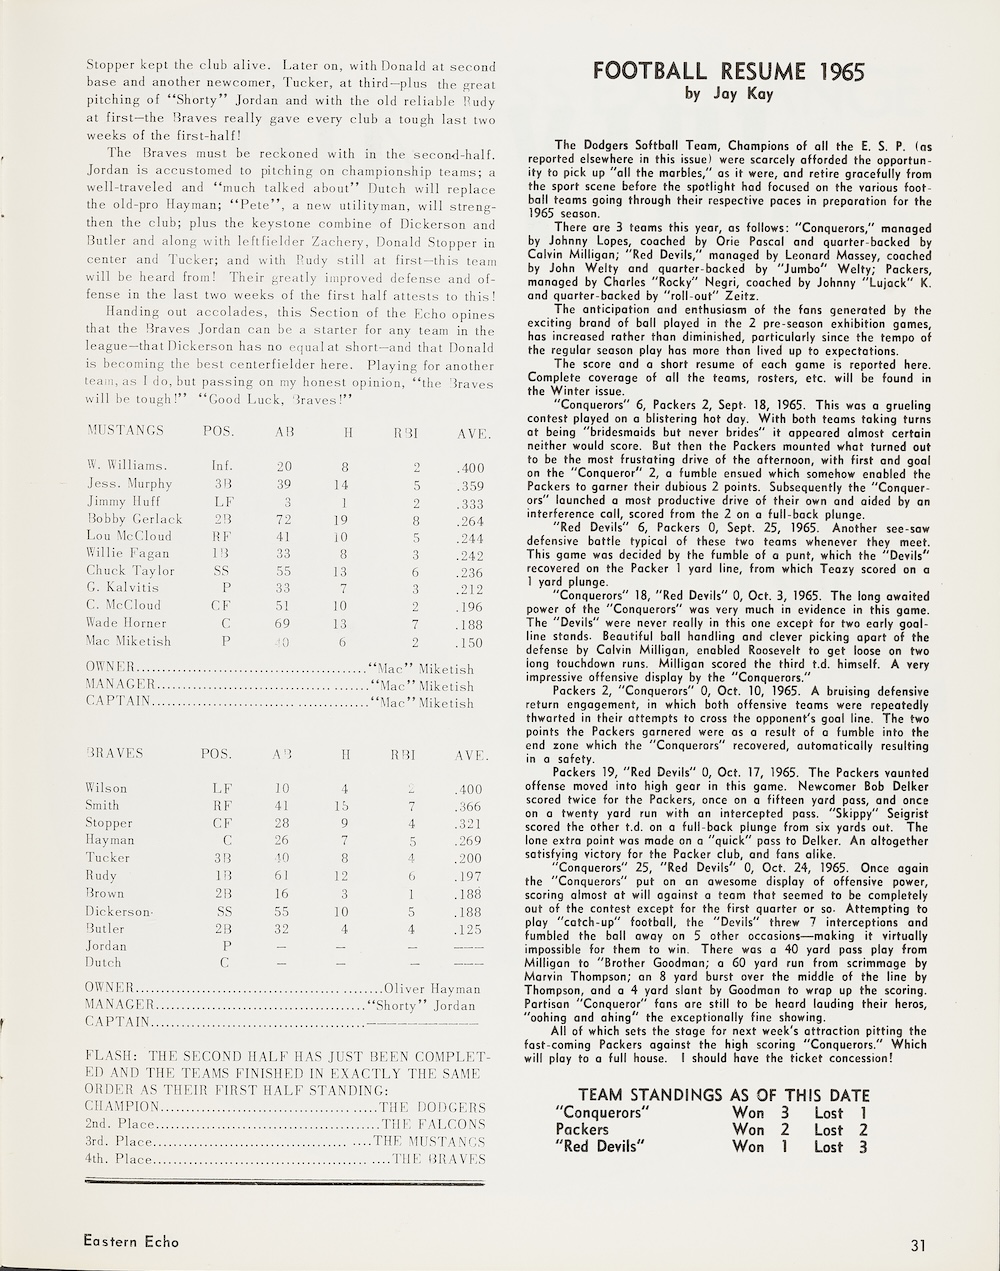 Stopper kept the club alive. Later on, with Donald at second
base and another newcomer, Tucker, at third—plus the great
pitching of “Shorty” Jordan and with the old reliable Rudy
at first—the Braves really gave every club a tough last two
weeks of the first-half!
The Braves must be reckoned with in the second-half.
Jordan is accustomed to pitching on championship teams; a
well-traveled and “much talked about” Dutch will replace
the old-pro Hayman; “Pete”, a new utilityman, will streng-
then the club; plus the keystone combine of Dickerson and
Butler and along with leftfielder Zachery, Donald Stopper in
center and Tucker; and with Rudy still at first—this team
will be heard from! Their greatly improved defense and of-
fense in the last two weeks of the first half attests to this!
Handing out accolades, this Section of the Echo opines
that the Braves Jordan can be a starter for any team in the
league—that Dickerson has no equal at short—and that Donald
is becoming the best centerfielder here. Playing for another
team, as I do, but passing on my honest opinion, “the Braves
will be tough!” “Good Luck, Braves!”
MUSTANGS POS. AB H RBI AVE.
W. Williams. Inf. 20 8 2 .400
Jess. Murphy 3B 39 14 5 .359
Jimmy Huff LF 3 1 2 .333
Bobby Gerlack 2B 72 19 8 .264
Lou McCloud RF 41 10 5 .244
Willie Fagan 1B 33 8 3 .242
Chuck Taylor SS 55 13 6 .236
G. Kalvitis P 33 7 3 .212
C. McCloud CF 51 10 2 .196
Wade Horner C 69 13 7 .188
Mac Miketish P 40 6 2 .150
OWNER..............................................“Mac” Miketish
MANAGER..........................................“Mac” Miketish
CAPTAIN...........................................“Mac” Miketish
BRAVES POS. AB H RBI AVE.
Wilson LF 10 4 .400
Smith RF 41 15 7 .366
Stopper CF 28 9 4 .321
Hayman C 26 7 5 .269
Tucker 3B 40 8 4 .200
Rudy 1B 61 12 6 .197
Brown 2B 16 3 1 .188
Dickerson SS 55 10 5 .188
Butler 2B 32 4 4 .125
Jordan P — — — ——
Dutch C — — — ——
OWNER.................................................Oliver Hayman
MANAGER..........................................“Shorty” Jordan
CAPTAIN...........................................——————
FLASH: THE SECOND HALF HAS JUST BEEN COMPLET-
ED AND THE TEAMS FINISHED IN EXACTLY THE SAME
ORDER AS THEIR FIRST HALF STANDING:
CHAMPION...........................................THE DODGERS
2nd. Place.............................................THE FALCONS
3rd. Place...........................................THE MUSTANGS
4th. Place...............................................THE BRAVES
Eastern Echo
FOOTBALL RESUME 1965
by Jay Kay
The Dodgers Softball Team, Champions of all the E. S. P. (as
reported elsewhere in this issue) were scarcely afforded the opportun-
ity to pick up "all the marbles," as it were, and retire gracefully from
the sport scene before the spotlight had focused on the various foot-
ball teams going through their respective paces in preparation for the
1965 season.
There are 3 teams this year, as follows: "Conquerors," managed
by Johnny Lopes, coached by Orie Pascal and quarter-backed by
Calvin Milligan; "Red Devils," managed by Leonard Massey, coached
by John Welty and quarter-backed by "Jumbo" Welty; Packers,
managed by Charles "Rocky" Negri, coached by Johnny "Lujack" K.
and quarter-backed by "roll-out" Zeitz.
The anticipation and enthusiasm of the fans generated by the
exciting brand of ball played in the 2 pre-season exhibition games,
has increased rather than diminished, particularly since the tempo of
the regular season play has more than lived up to expectations.
The score and a short resume of each game is reported here.
Complete coverage of all the teams, rosters, etc. will be found in
the Winter issue.
"Conquerors" 6, Packers 2, Sept. 18, 1965. This was a grueling
contest played on a blistering hot day. With both teams taking turns
at being "bridesmaids but never brides" it appeared almost certain
neither would score. But then the Packers mounted what turned out
to be the most frustating drive of the afternoon, with first and goal
on the "Conqueror" 2, a fumble ensued which somehow enabled the
Packers to garner their dubious 2 points. Subsequently the "Conquer-
ors" launched a most productive drive of their own and aided by an
interference call, scored from the 2 on a full-back plunge.
"Red Devils" 6, Packers 0, Sept. 25, 1965. Another see-saw
defensive battle typical of these two teams whenever they meet.
This game was decided by the fumble of a punt, which the "Devils"
recovered on the Packer 1 yard line, from which Teazy scored on a
1 yard plunge.
"Conquerors" 18, "Red Devils" 0, Oct. 3, 1965. The long awaited
power of the "Conquerors" was very much in evidence in this game.
The "Devils" were never really in this one except for two early goal-
line stands. Beautiful ball handling and clever picking apart of the
defense by Calvin Milligan, enabled Roosevelt to get loose on two
long touchdown runs. Milligan scored the third t.d. himself. A very
impressive offensive display by the "Conquerors."
Packers 2, "Conquerors" 0, Oct. 10, 1965. A bruising defensive
return engagement, in which both offensive teams were repeatedly
thwarted in their attempts to cross the opponent's goal line. The two
points the Packers garnered were as a result of a fumble into the
end zone which the "Conquerors" recovered, automatically resulting
in a safety.
Packers 19, "Red Devils" 0, Oct. 17, 1965. The Packers vaunted
offense moved into high gear in this game. Newcomer Bob Delker
scored twice for the Packers, once on a fifteen yard pass, and once
on a twenty yard run with an intercepted pass. "Skippy" Seigrist
scored the other t.d. on a full-back plunge from six yards out. The
lone extra point was made on a "quick" pass to Delker. An altogether
satisfying victory for the Packer club, and fans alike.
"Conquerors" 25, "Red Devils" 0, Oct. 24, 1965. Once again
the "Conquerors" put on an awesome display of offensive power,
scoring almost at will against a team that seemed to be completely
out of the contest except for the first quarter or so. Attempting to
play "catch-up" football, the "Devils" threw 7 interceptions and
fumbled the ball away on 5 other occasions—making it virtually
impossible for them to win. There was a 40 yard pass play from
Milligan to "Brother Goodman; a 60 yard run from scrimmage by
Marvin Thompson; an 8 yard burst over the middle of the line by
Thompson, and a 4 yard slant by Goodman to wrap up the scoring.
Partisan "Conqueror" fans are still to be heard lauding their heros,
"oohing and ahing" the exceptionally fine showing.
All of which sets the stage for next week's attraction pitting the
fast-coming Packers against the high scoring "Conquerors." Which
will play to a full house. I should have the ticket concession!
TEAM STANDINGS AS OF THIS DATE
"Conquerors" Won 3 Lost 1
Packers Won 2 Lost 2
"Red Devils" Won 1 Lost 3
31